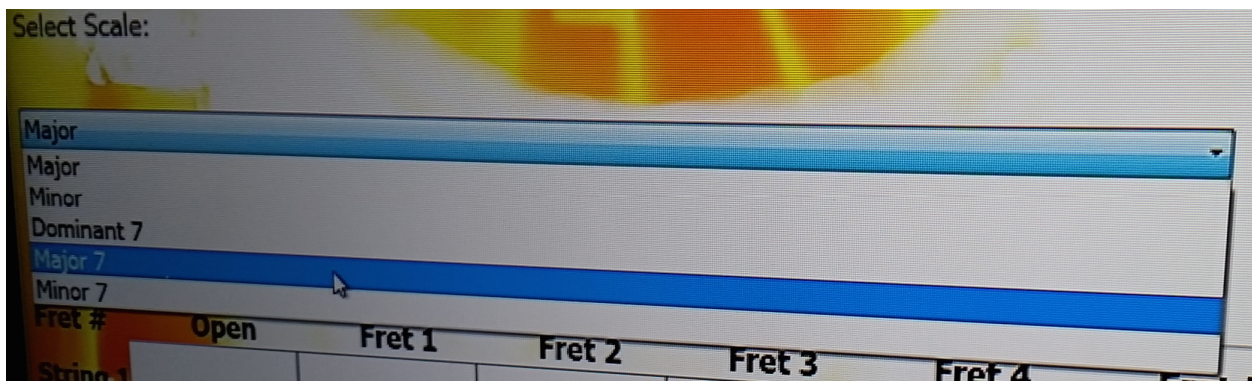 Select Scale:
Major
Major
Minor
Dominant 7
Major 7
Minor 7
Fret # Open Fret 1 Fret 2 Fret 3 Fret 4
String 1